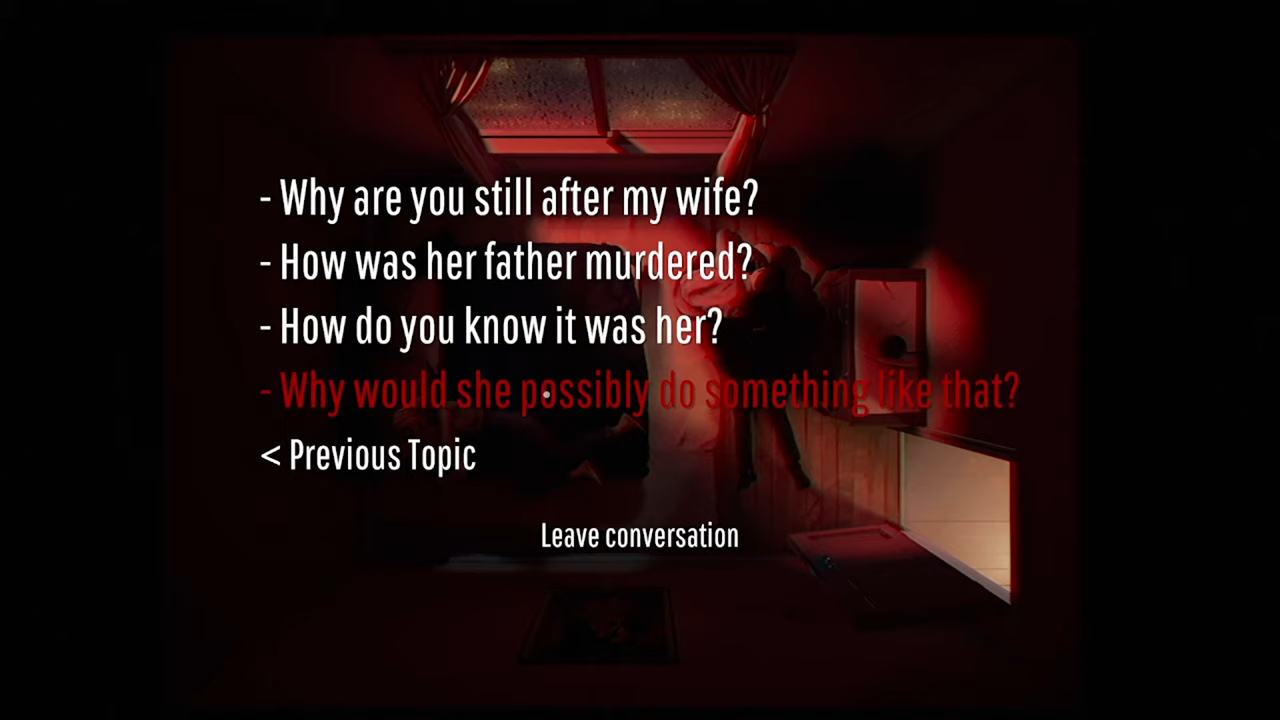 - Why are you still after my wife?
- How was her father murdered?
- How do you know it was her?
- Why would she possibly do something like that?
< Previous Topic
Leave conversation